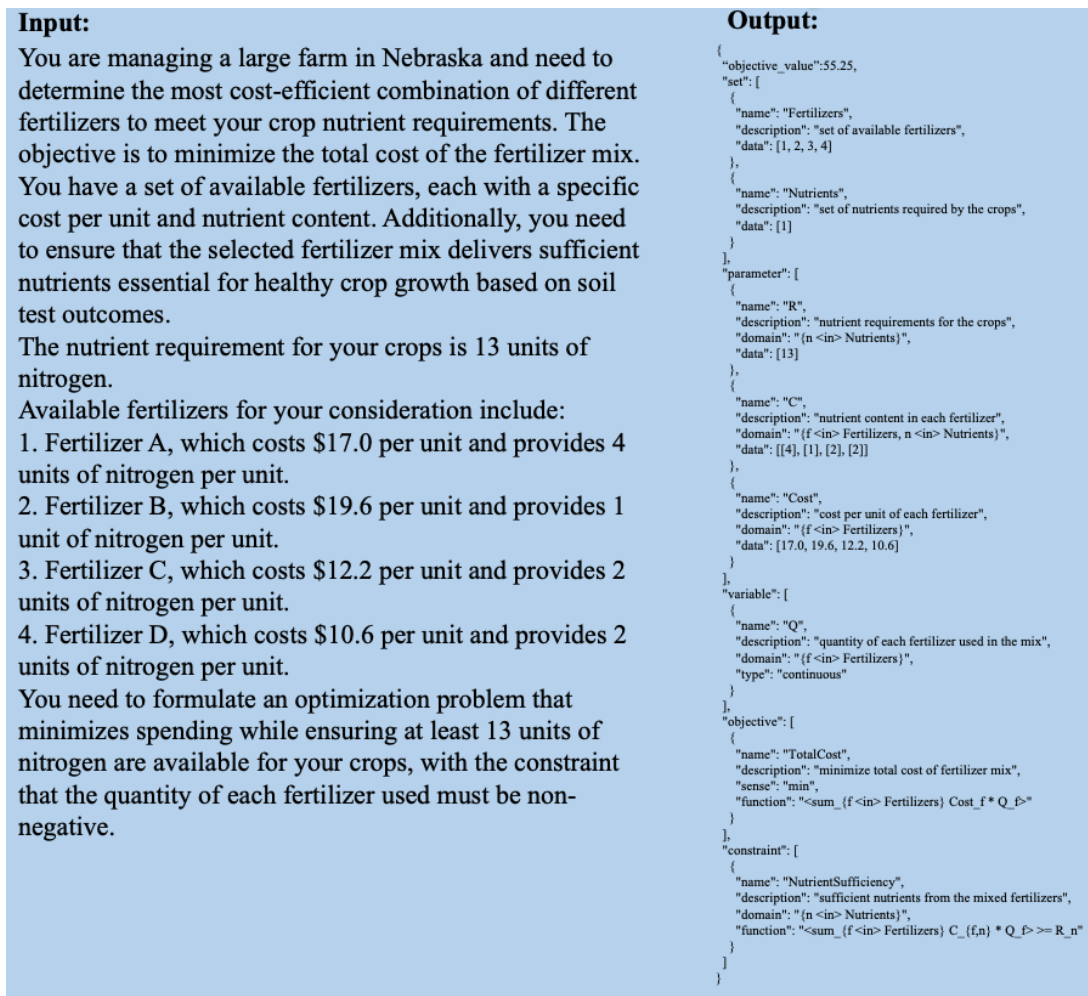 Input:
You are managing a large farm in Nebraska and need to
determine the most cost-efficient combination of different
fertilizers to meet your crop nutrient requirements. The
objective is to minimize the total cost of the fertilizer mix.
You have a set of available fertilizers, each with a specific
cost per unit and nutrient content. Additionally, you need
to ensure that the selected fertilizer mix delivers sufficient
nutrients essential for healthy crop growth based on soil
test outcomes.
The nutrient requirement for your crops is 13 units of
nitrogen.
Available fertilizers for your consideration include:
1. Fertilizer A, which costs $17.0 per unit and provides 4
units of nitrogen per unit.
2. Fertilizer B, which costs $19.6 per unit and provides 1
unit of nitrogen per unit.
3. Fertilizer C, which costs $12.2 per unit and provides 2
units of nitrogen per unit.
4. Fertilizer D, which costs $10.6 per unit and provides 2
units of nitrogen per unit.
You need to formulate an optimization problem that
minimizes spending while ensuring at least 13 units of
nitrogen are available for your crops, with the constraint
that the quantity of each fertilizer used must be non-
negative.
Output:
{
“objective_value”:55.25,
"set": [
{
"name": "Fertilizers",
"description": "set of available fertilizers",
"data": [1, 2, 3, 4]
},
{
"name": "Nutrients",
"description": "set of nutrients required by the crops",
"data": [1]
}
],
"parameter": [
{
"name": "R",
"description": "nutrient requirements for the crops",
"domain": "{n <in> Nutrients}",
"data": [13]
},
{
"name": "C",
"description": "nutrient content in each fertilizer",
"domain": "{f <in> Fertilizers, n <in> Nutrients}",
"data": [[4], [1], [2], [2]]
},
{
"name": "Cost",
"description": "cost per unit of each fertilizer",
"domain": "{f <in> Fertilizers}",
"data": [17.0, 19.6, 12.2, 10.6]
}
],
"variable": [
{
"name": "Q",
"description": "quantity of each fertilizer used in the mix",
"domain": "{f <in> Fertilizers}",
"type": "continuous"
}
],
"objective": [
{
"name": "TotalCost",
"description": "minimize total cost of fertilizer mix",
"sense": "min",
"function": "<sum_{f <in> Fertilizers} Cost_f * Q_f>"
}
],
"constraint": [
{
"name": "NutrientSufficiency",
"description": "sufficient nutrients from the mixed fertilizers",
"domain": "{n <in> Nutrients}",
"function": "<sum_{f <in> Fertilizers} C_{f,n} * Q_f> >= R_n"
}
]
}